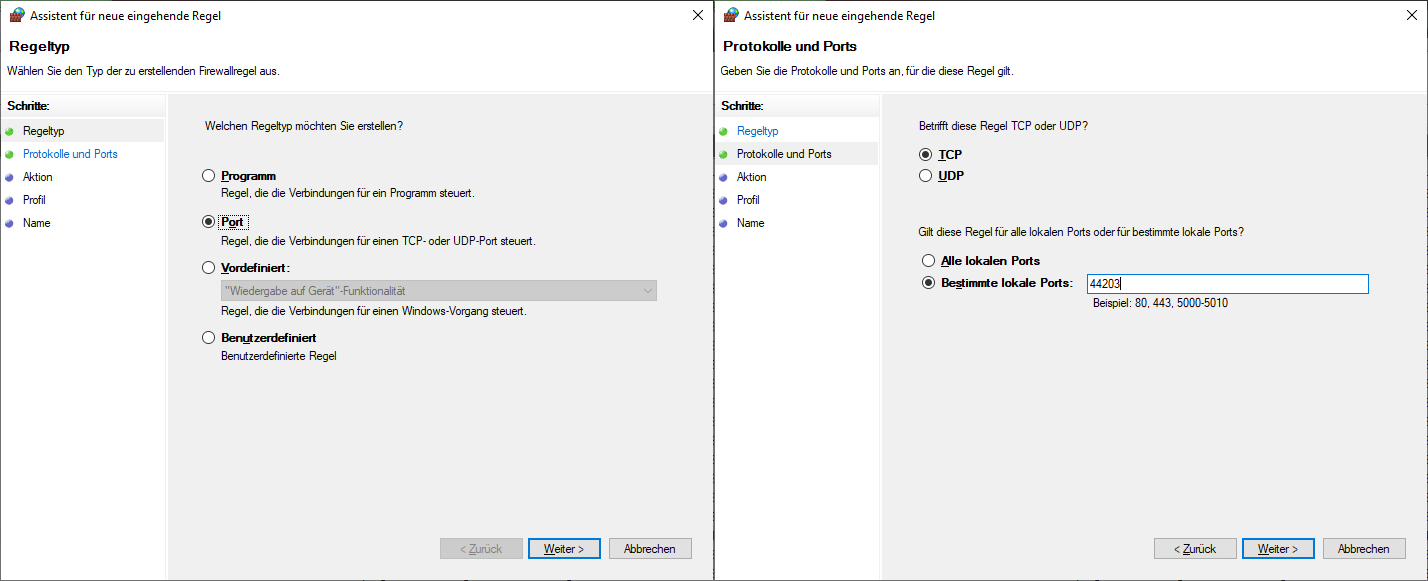 Assistent für neue eingehende Regel
Regeltyp
Wählen Sie den Typ der zu erstellenden Firewallregel aus.
Schritte:
Regeltyp
Protokolle und Ports
Aktion
Profil
Name
Welchen Regeltyp möchten Sie erstellen?
Programm
Regel, die die Verbindungen für ein Programm steuert.
Port
Regel, die die Verbindungen für einen TCP- oder UDP-Port steuert.
Vordefiniert:
"Wiedergabe auf Gerät"-Funktionalität
Regel, die die Verbindungen für einen Windows-Vorgang steuert.
Benutzerdefiniert
Benutzerdefinierte Regel
< Zurück
Weiter >
Abbrechen
Assistent für neue eingehende Regel
Protokolle und Ports
Geben Sie die Protokolle und Ports an, für die diese Regel gilt.
Schritte:
Regeltyp
Protokolle und Ports
Aktion
Profil
Name
Betrifft diese Regel TCP oder UDP?
TCP
UDP
Gilt diese Regel für alle lokalen Ports oder für bestimmte lokale Ports?
Alle lokalen Ports
Bestimmte lokale Ports: 44203
Beispiel: 80, 443, 5000-5010
< Zurück
Weiter >
Abbrechen